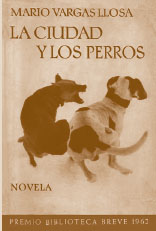 MARIO VARGAS LLOSA
LA CIUDAD
Y LOS PERROS
NOVELA
PREMIO BIBLIOTECA BREVE 1962